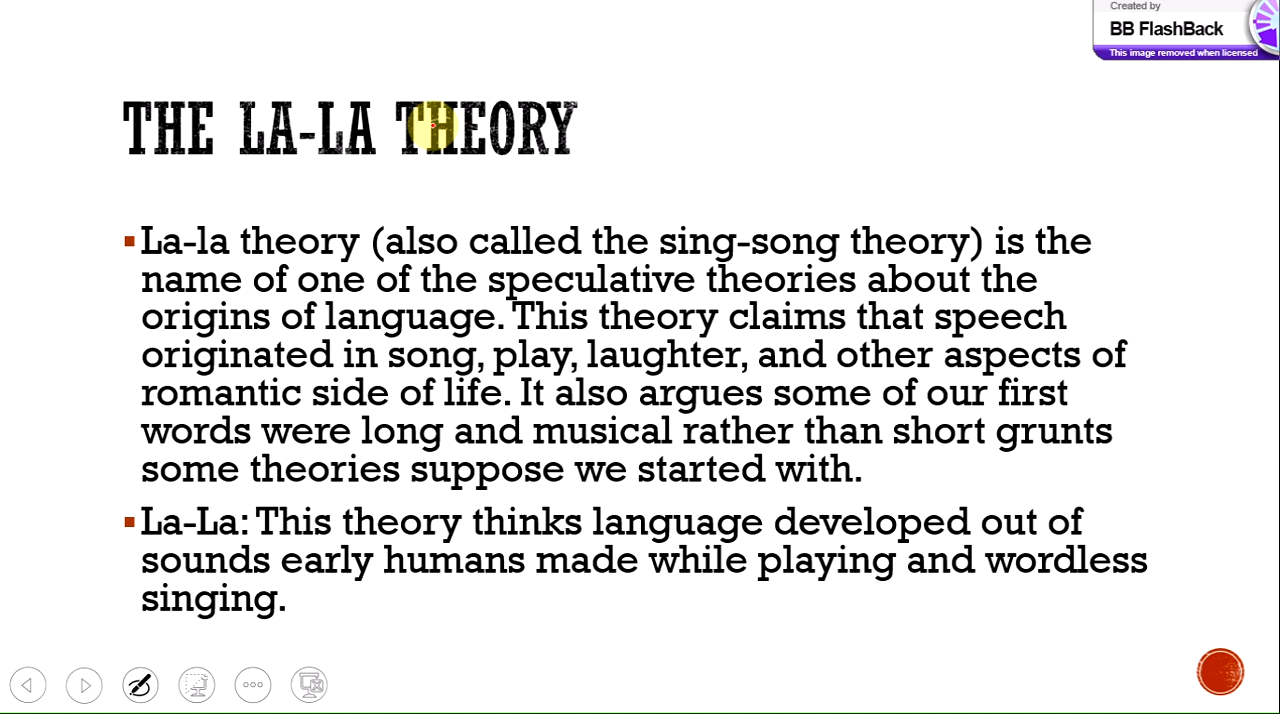 Created by
BB FlashBack
This image removed when licensed
THE LA-LA THEORY
La-la theory (also called the sing-song theory) is the
name of one of the speculative theories about the
origins of language. This theory claims that speech
originated in song, play, laughter, and other aspects of
romantic side of life. It also argues some of our first
words were long and musical rather than short grunts
some theories suppose we started with.
La-La: This theory thinks language developed out of
sounds early humans made while playing and wordless
singing.